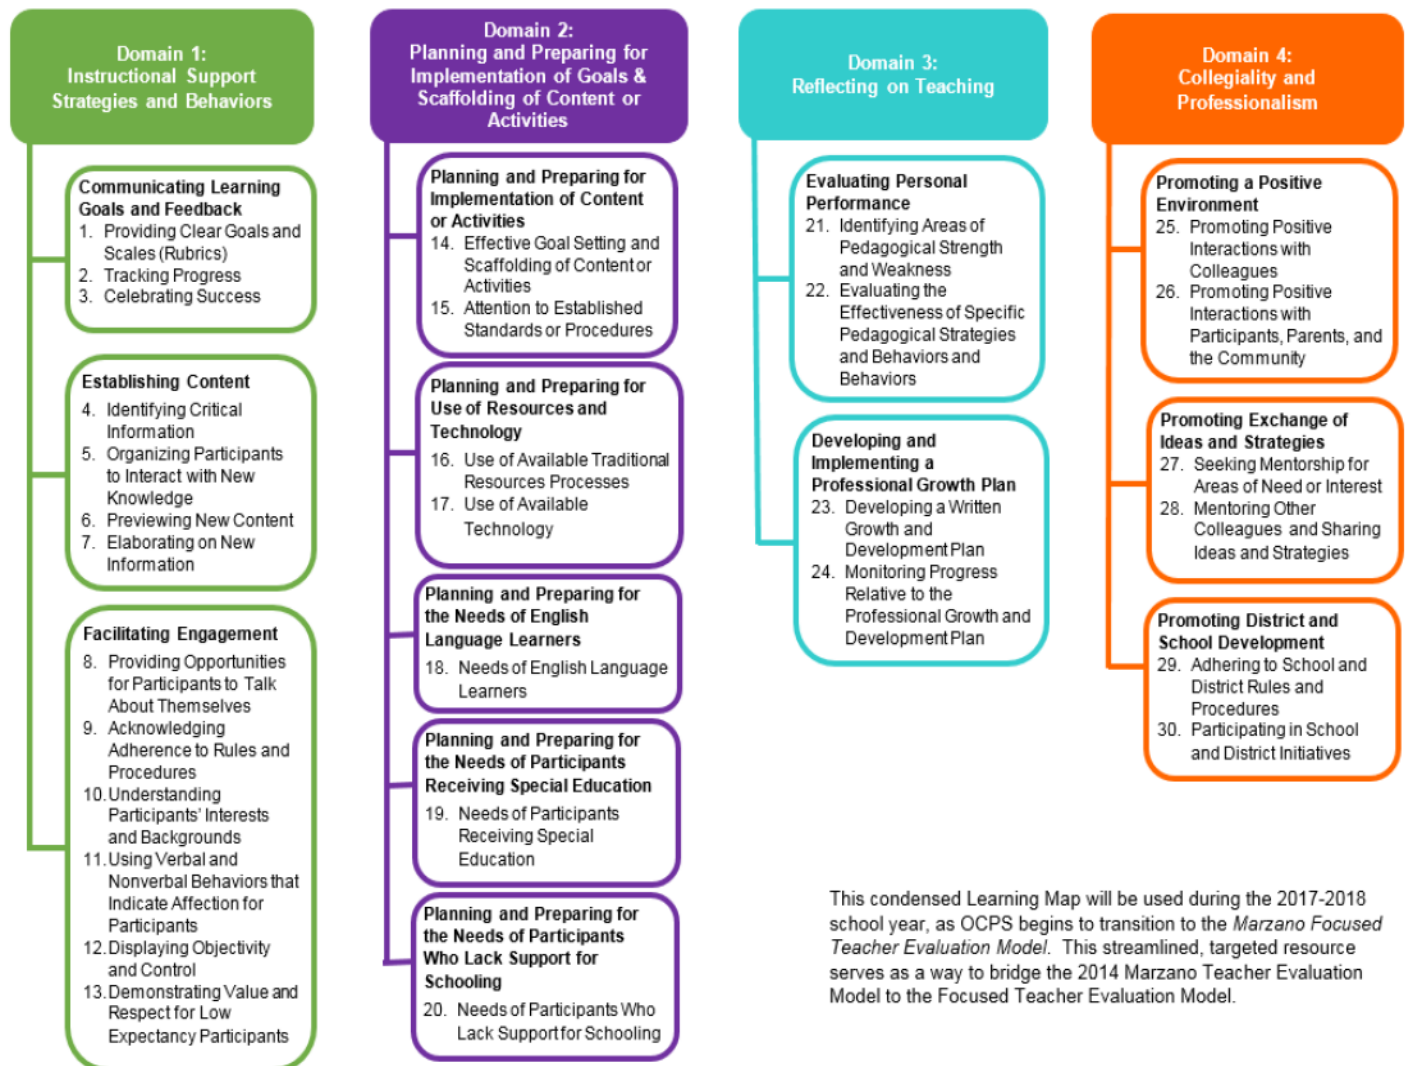 Domain 1:
Instructional Support
Strategies and Behaviors
Communicating Learning
Goals and Feedback
1. Providing Clear Goals and
Scales (Rubrics)
2. Tracking Progress
3. Celebrating Success
Establishing Content
4. Identifying Critical
Information
5. Organizing Participants
to Interact with New
Knowledge
6. Previewing New Content
7. Elaborating on New
Information
Facilitating Engagement
8. Providing Opportunities
for Participants to Talk
About Themselves
9. Acknowledging
Adherence to Rules and
Procedures
10. Understanding
Participants' Interests
and Backgrounds
11. Using Verbal and
Nonverbal Behaviors that
Indicate Affection for
Participants
12. Displaying Objectivity
and Control
13. Demonstrating Value and
Respect for Low
Expectancy Participants
Domain 2:
Planning and Preparing for
Implementation of Goals &
Scaffolding of Content or
Activities
Planning and Preparing for
Implementation of Content
or Activities
14. Effective Goal Setting and
Scaffolding of Content or
Activities
15. Attention to Established
Standards or Procedures
Planning and Preparing for
Use of Resources and
Technology
16. Use of Available Traditional
Resources Processes
17. Use of Available
Technology
Planning and Preparing for
the Needs of English
Language Learners
18. Needs of English Language
Learners
Planning and Preparing for
the Needs of Participants
Receiving Special Education
19. Needs of Participants
Receiving Special
Education
Planning and Preparing for
the Needs of Participants
Who Lack Support for
Schooling
20. Needs of Participants Who
Lack Support for Schooling
Domain 3:
Reflecting on Teaching
Evaluating Personal
Performance
21. Identifying Areas of
Pedagogical Strength
and Weakness
22. Evaluating the
Effectiveness of Specific
Pedagogical Strategies
and Behaviors and
Behaviors
Developing and
Implementing a
Professional Growth Plan
23. Developing a Written
Growth and
Development Plan
24. Monitoring Progress
Relative to the
Professional Growth and
Development Plan
Domain 4:
Collegiality and
Professionalism
Promoting a Positive
Environment
25. Promoting Positive
Interactions with
Colleagues
26. Promoting Positive
Interactions with
Participants, Parents, and
the Community
Promoting Exchange of
Ideas and Strategies
27. Seeking Mentorship for
Areas of Need or Interest
28. Mentoring Other
Colleagues and Sharing
Ideas and Strategies
Promoting District and
School Development
29. Adhering to School and
District Rules and
Procedures
30. Participating in School
and District Initiatives
This condensed Learning Map will be used during the 2017-2018
school year, as OCPS begins to transition to the Marzano Focused
Teacher Evaluation Model. This streamlined, targeted resource
serves as a way to bridge the 2014 Marzano Teacher Evaluation
Model to the Focused Teacher Evaluation Model.